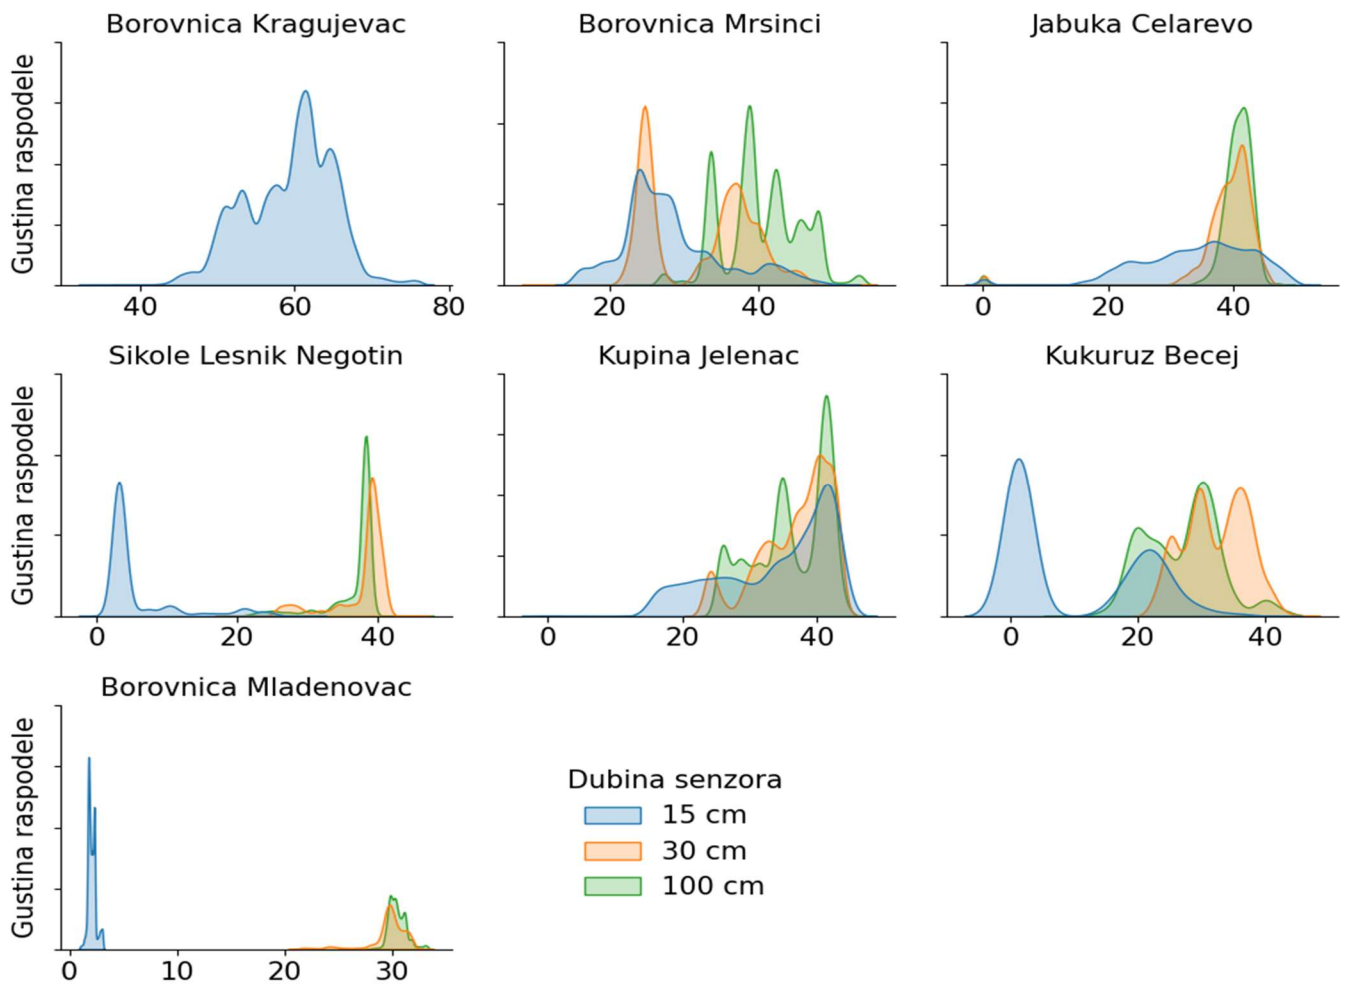 Borovnica Kragujevac
Borovnica Mrsinci
Jabuka Celarevo
Gustina raspodele
40 60 80
20 40
0 20 40
Sikole Lesnik Negotin
Kupina Jelenac
Kukuruz Becej
Gustina raspodele
0 20 40
0 20 40
0 20 40
Borovnica Mladenovac
Gustina raspodele
0 10 20 30
Dubina senzora
15 cm
30 cm
100 cm